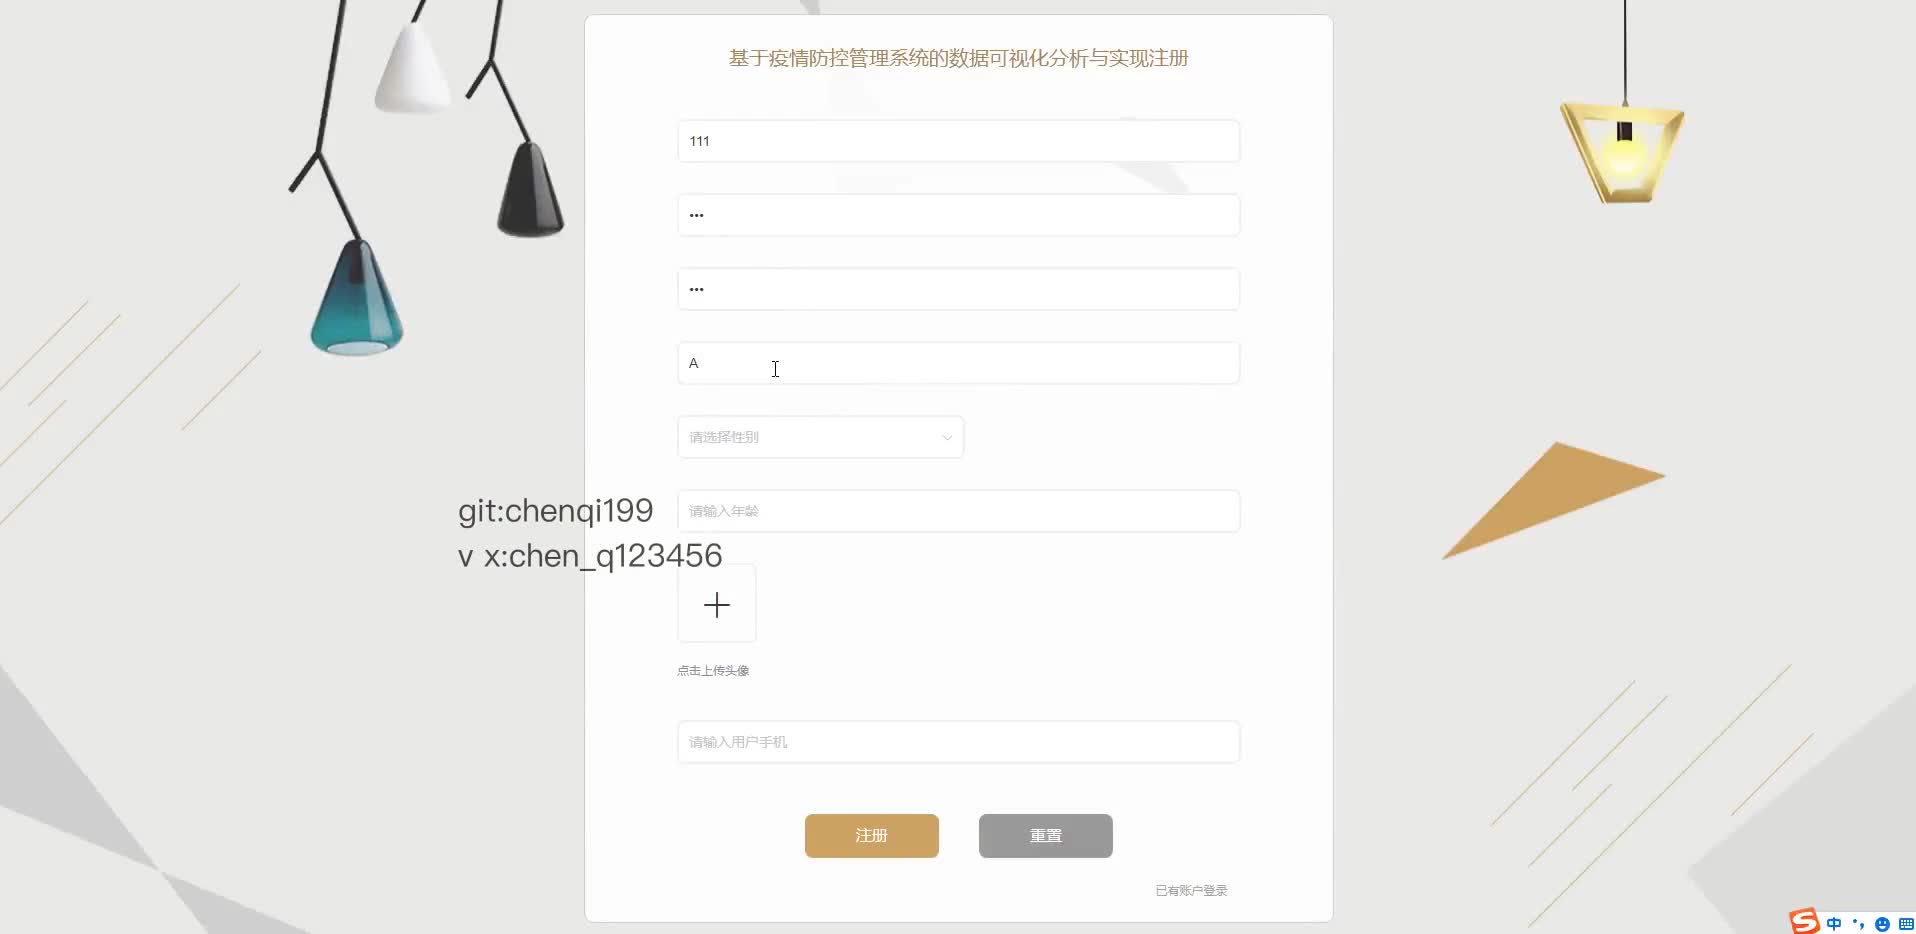 基于疫情防控管理系统的数据可视化分析与实现注册
111
•••
•••
A
请选择性别
请输入年龄
git:chenqi199
v x:chen_q123456
点击上传头像
请输入用户手机
注册
重置
已有账户登录
S 中